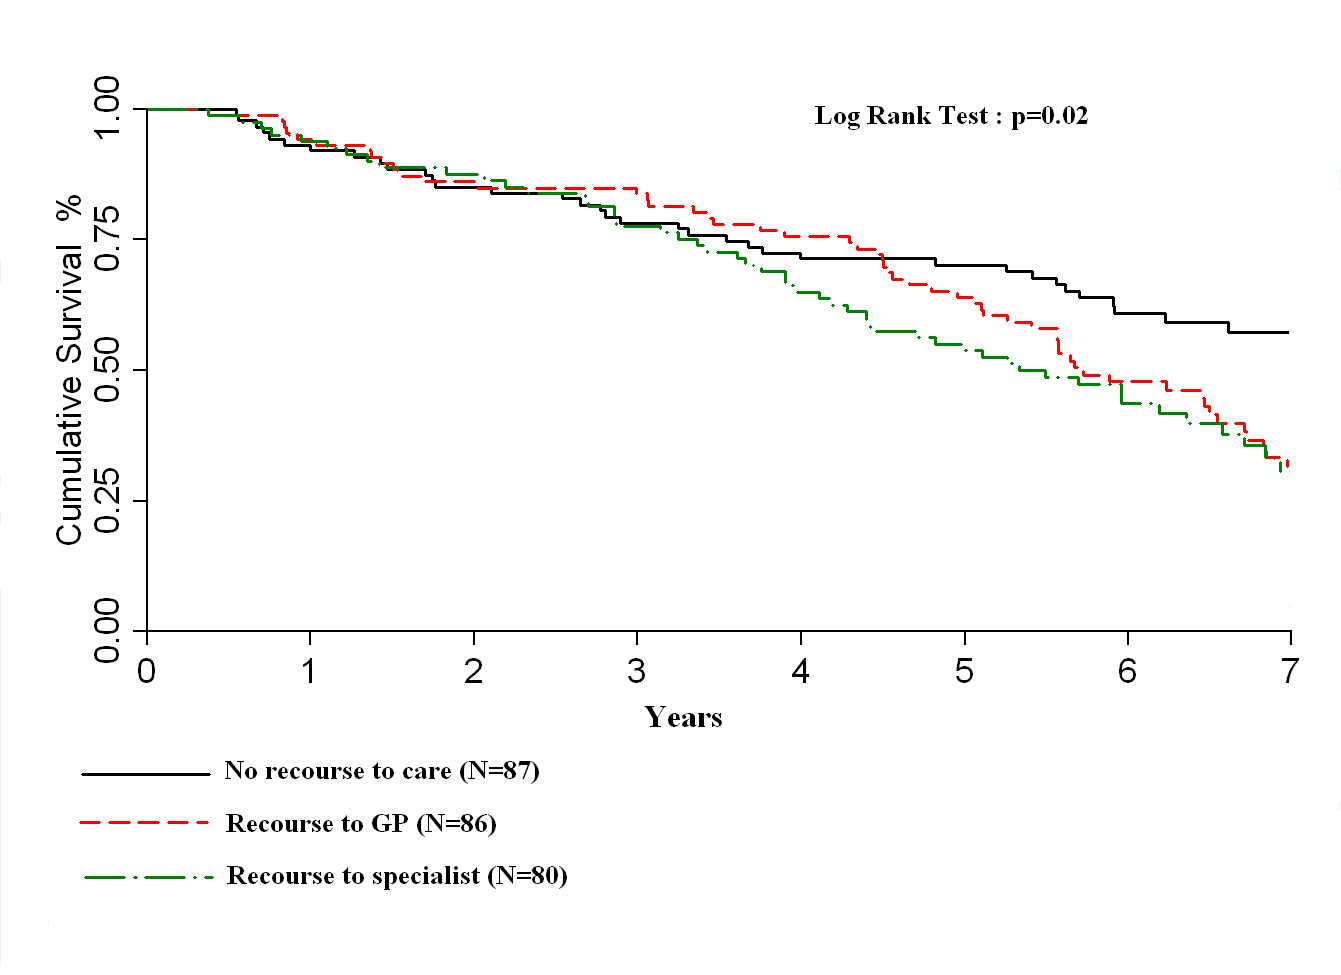 Log Rank Test : p=0.02
Cumulative Survival %
1.00
0.75
0.50
0.25
0.00
0 1 2 3 4 5 6 7
Years
No recourse to care (N=87)
Recourse to GP (N=86)
Recourse to specialist (N=80)